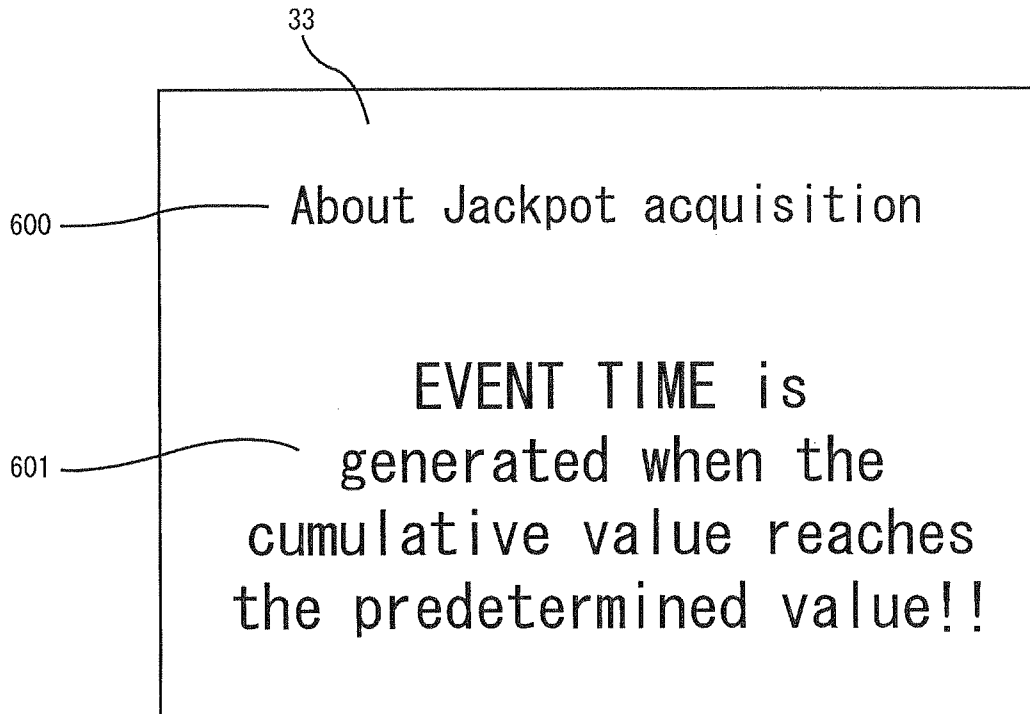 33
600
About Jackpot acquisition
EVENT TIME is
601
generated when the
cumulative value reaches
the predetermined value!!